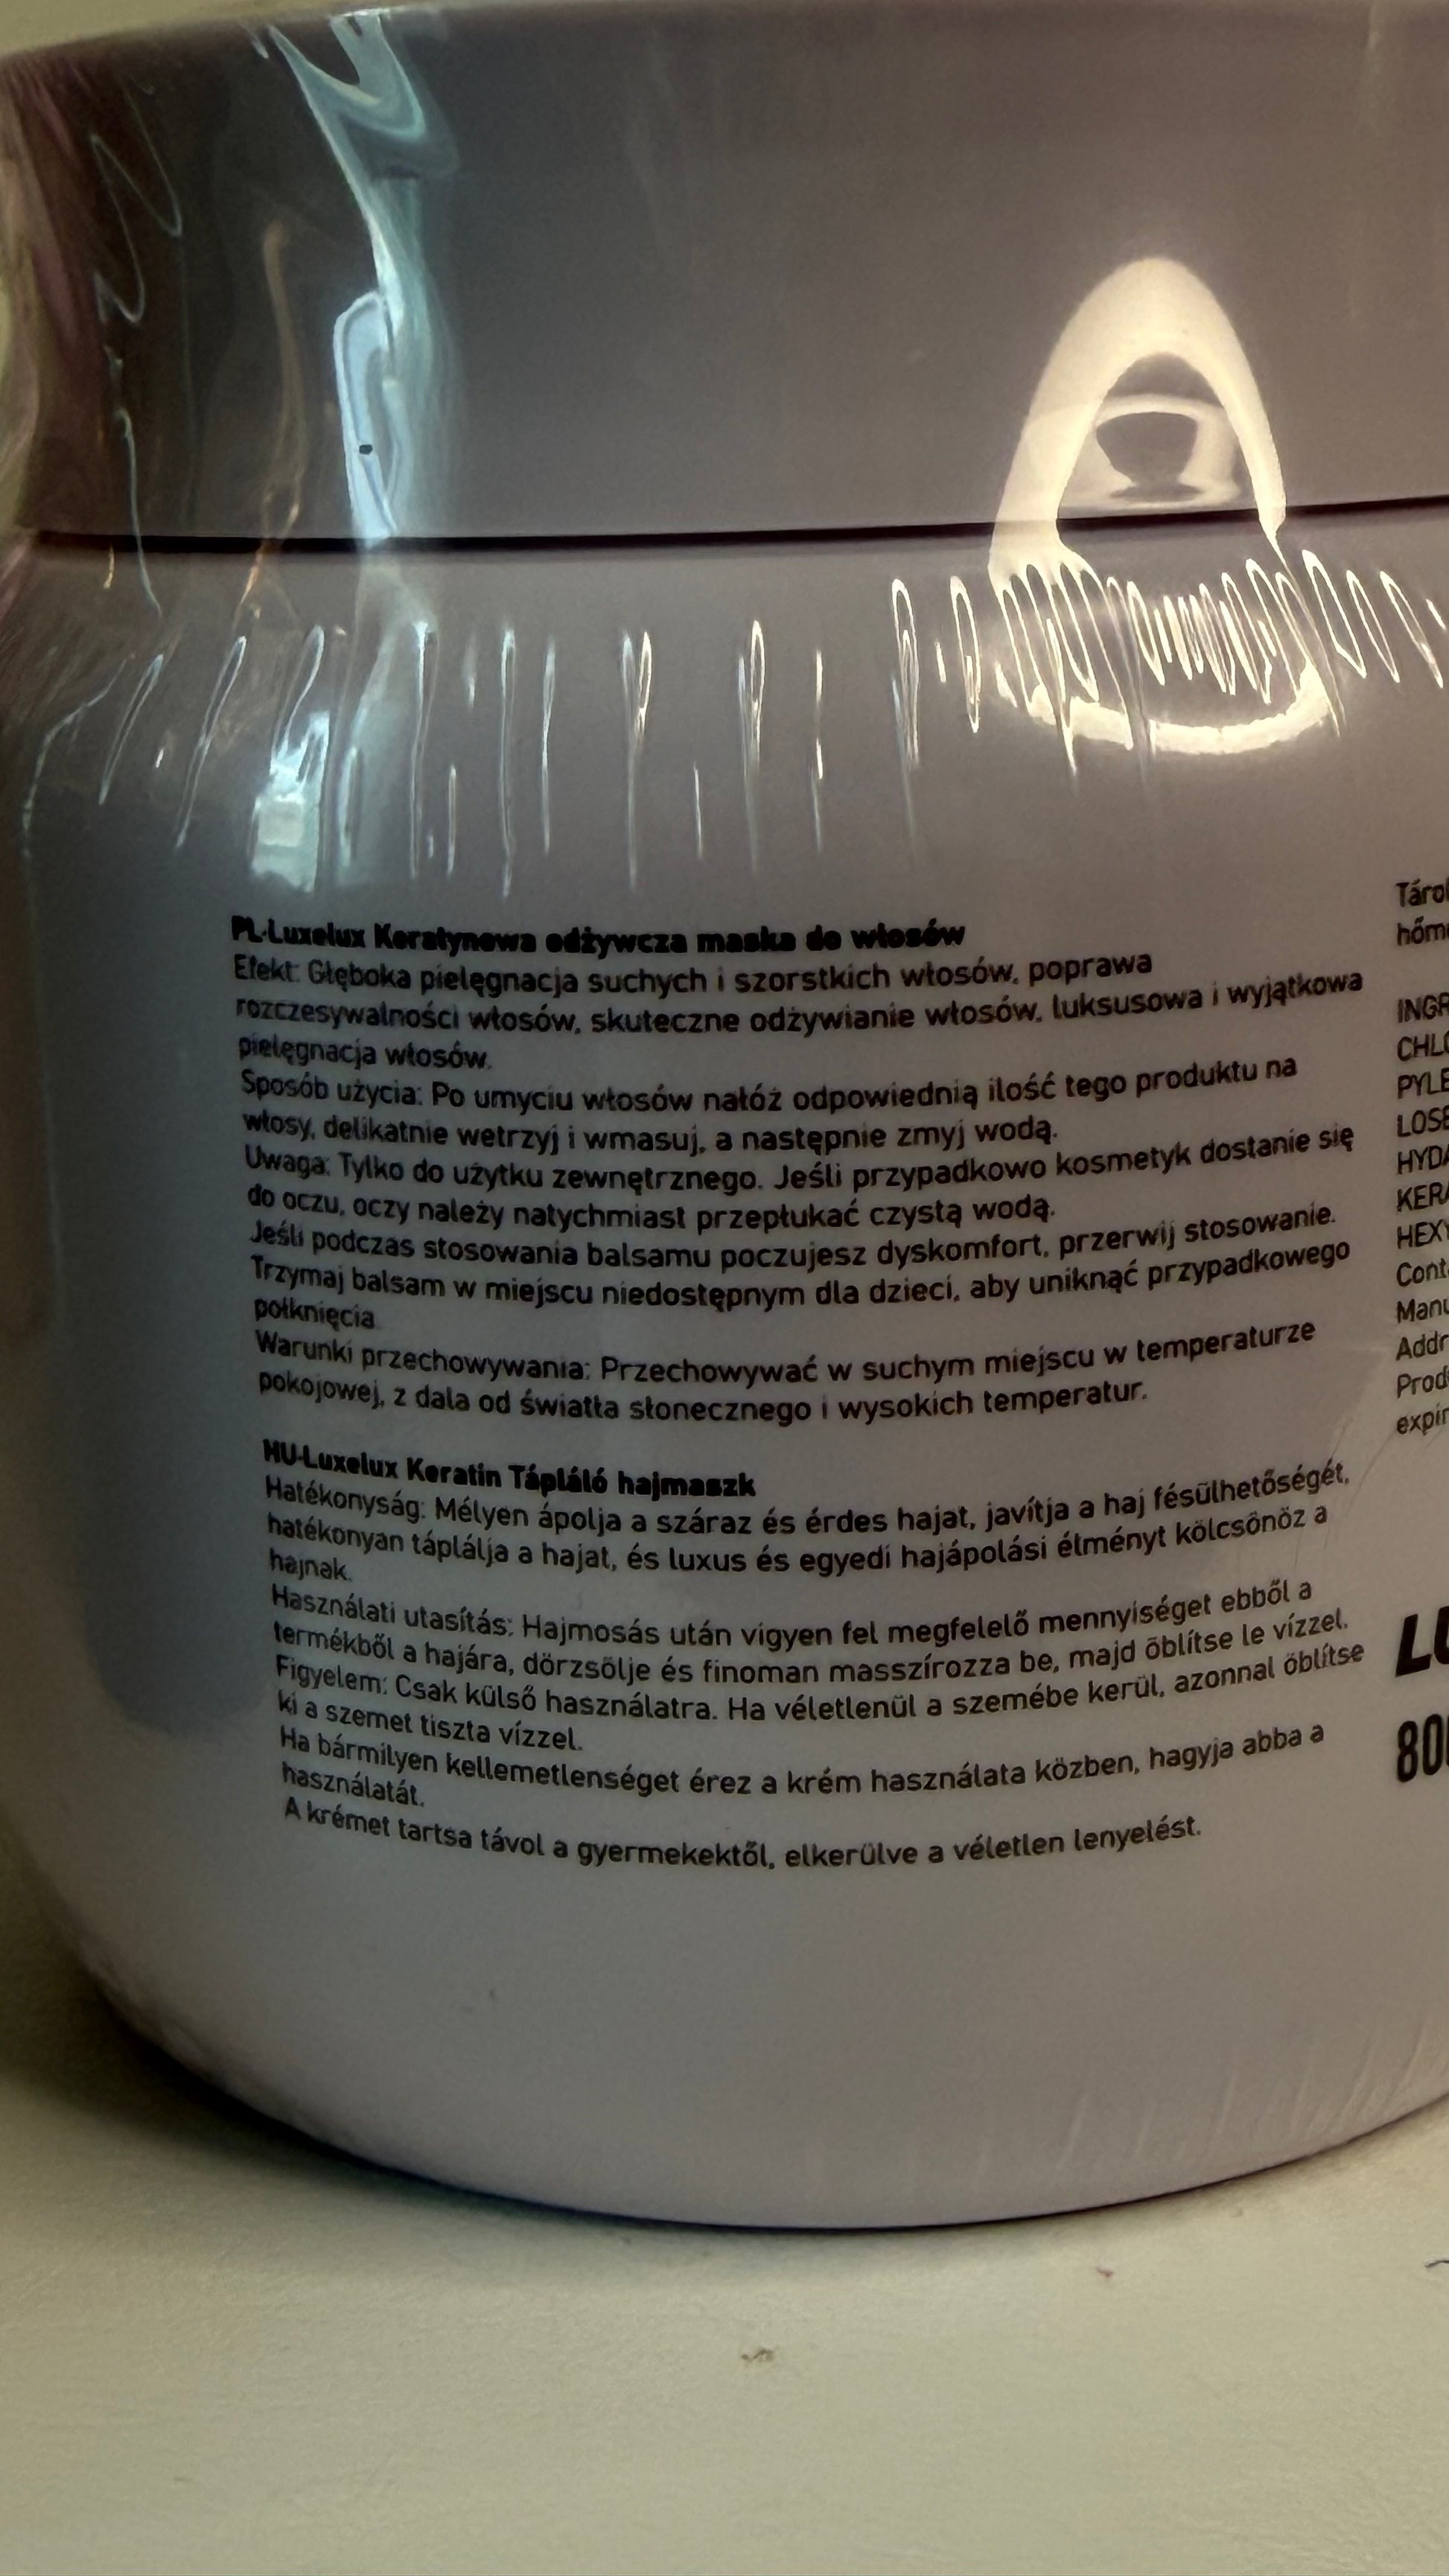 PL-Luxelux Keratynowa odżywcza maska do włosów
Efekt: Głęboka pielęgnacja suchych i szorstkich włosów, poprawa
rozczesywalności włosów, skuteczne odżywianie włosów, luksusowa i wyjątkowa
pielęgnacja włosów.
Sposób użycia: Po umyciu włosów nałóż odpowiednią ilość tego produktu na
włosy, delikatnie wetrzyj i wmasuj, a następnie zmyj wodą.
Uwaga: Tylko do użytku zewnętrznego. Jeśli przypadkowo kosmetyk dostanie się
do oczu, oczy należy natychmiast przepłukać czystą wodą.
Jeśli podczas stosowania balsamu poczujesz dyskomfort, przerwij stosowanie.
Trzymaj balsam w miejscu niedostępnym dla dzieci, aby uniknąć przypadkowego
połknięcia
Warunki przechowywania: Przechowywać w suchym miejscu w temperaturze
pokojowej, z dala od światła słonecznego i wysokich temperatur.
HU-Luxelux Keratin Tápláló hajmaszk
Hatékonyság: Mélyen ápolja a száraz és érdes hajat, javítja a haj fésülhetőségét,
hatékonyan táplálja a hajat, és luxus és egyedi hajápolási élményt kölcsönöz a
hajnak.
Használati utasítás: Hajmosás után vigyen fel megfelelő mennyiséget ebből a
termékből a hajára, dörzsölje és finoman masszírozza be, majd öblítse le vízzel.
Figyelem: Csak külső használatra. Ha véletlenül a szemébe kerül, azonnal öblítse
ki a szemet tiszta vízzel.
Ha bármilyen kellemetlenséget érez a krém használata közben, hagyja abba a
használatát.
A krémet tartsa távol a gyermekektől, elkerülve a véletlen lenyelést.